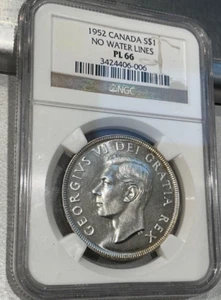 1952 CANADA S$1
NO WATER LINES
PL 66
3424406-006
NGC
GEORGIVS VI DEI GRATIA REX